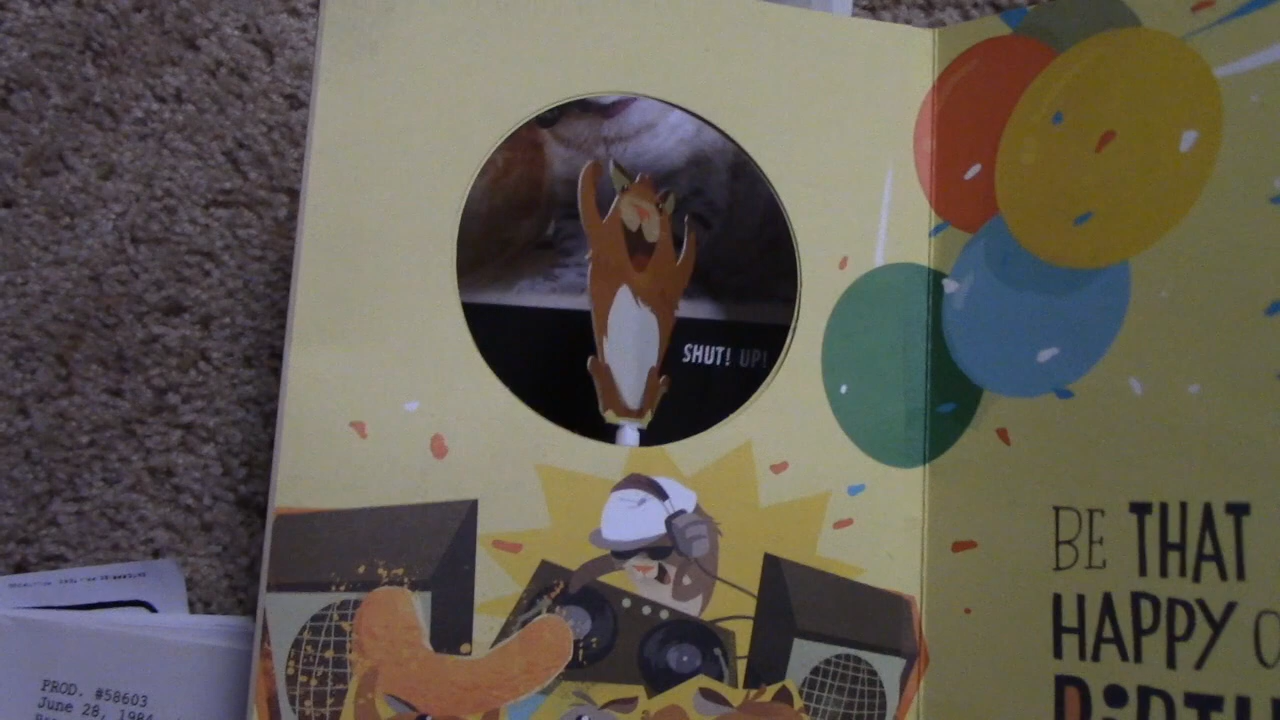 SHUT! UP!
BE THAT
HAPPY
PROD. #58603
June 28, 1984